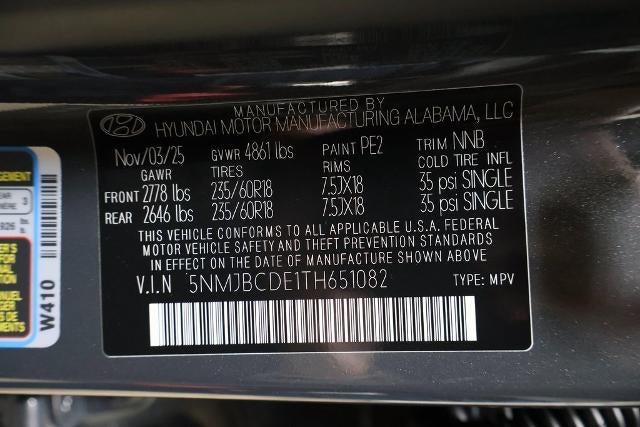 MANUFACTURED BY
HYUNDAI MOTOR MANUFACTURING ALABAMA, LLC
Nov/03/25 GVWR 4861 lbs PAINT PE2 TRIM NNB
GAWR TIRES RIMS COLD TIRE INFL
FRONT 2778 lbs 235/60R18 7.5JX18 35 psi SINGLE
REAR 2646 lbs 235/60R18 7.5JX18 35 psi SINGLE
THIS VEHICLE CONFORMS TO ALL APPLICABLE U.S.A. FEDERAL
MOTOR VEHICLE SAFETY AND THEFT PREVENTION STANDARDS
IN EFFECT ON THE DATE OF MANUFACTURE SHOWN ABOVE.
V.I.N 5NMJBCDE1TH651082 TYPE: MPV
W410